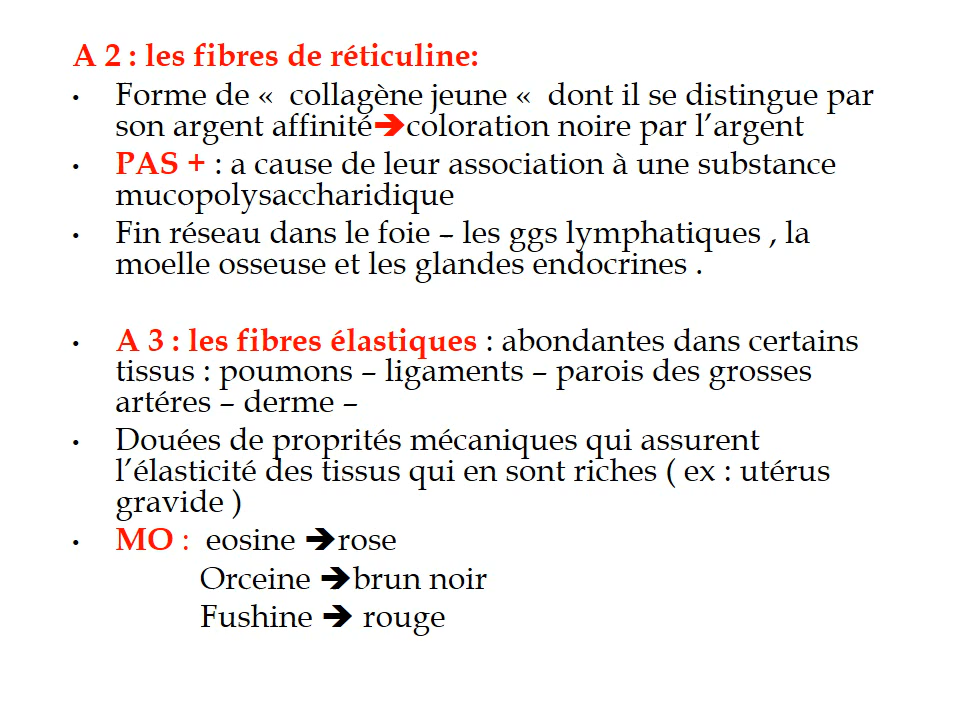 A 2 : les fibres de réticuline:
• Forme de «  collagène jeune «  dont il se distingue par
son argent affinité➔coloration noire par l’argent
• PAS + : a cause de leur association à une substance
mucopolysaccharidique
• Fin réseau dans le foie – les ggs lymphatiques , la
moelle osseuse et les glandes endocrines .
• A 3 : les fibres élastiques : abondantes dans certains
tissus : poumons – ligaments – parois des grosses
artéres – derme –
• Douées de proprités mécaniques qui assurent
l’élasticité des tissus qui en sont riches ( ex : utérus
gravide )
• MO :  eosine ➔rose
Orceine ➔brun noir
Fushine ➔ rouge